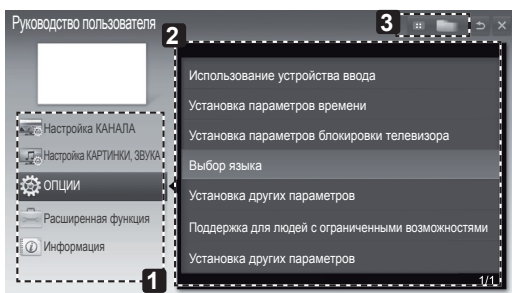 Руководство пользователя
3
2
Настройка КАНАЛА
Настройка КАРТИНКИ, ЗВУКА
ОПЦИИ
Расширенная функция
Информация
1
Использование устройства ввода
Установка параметров времени
Установка параметров блокировки телевизора
Выбор языка
Установка других параметров
Поддержка для людей с ограниченными возможностями
Установка других параметров
1/1